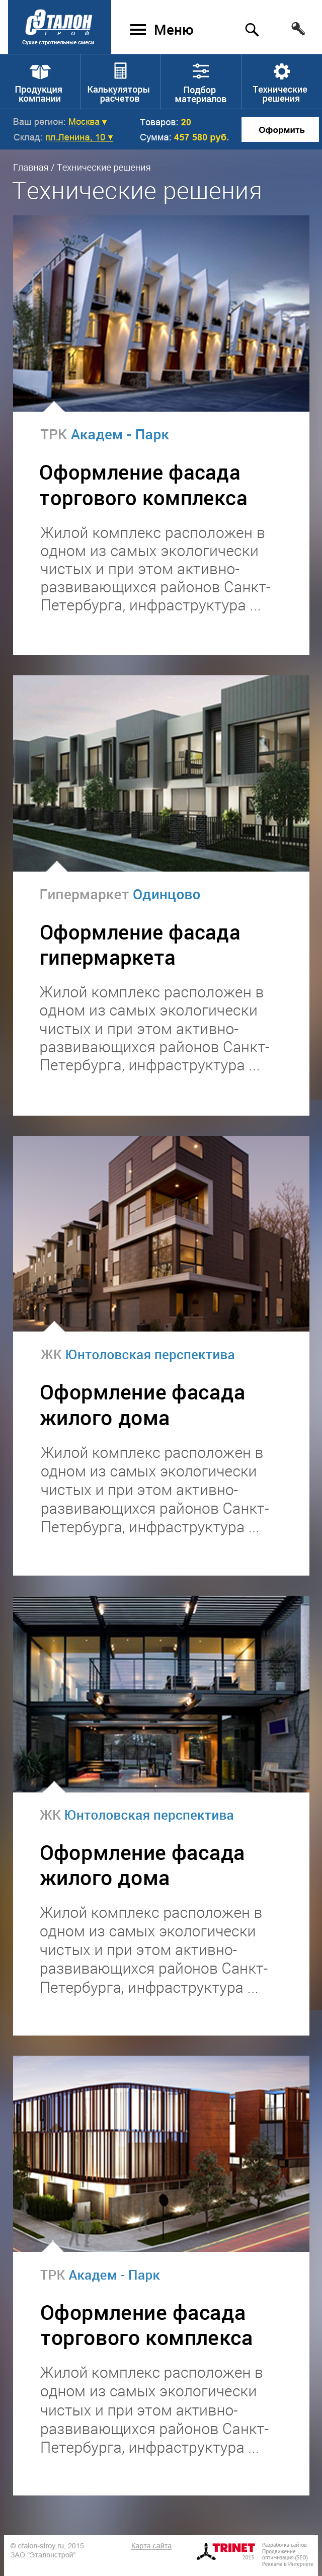 ЭТАЛОН
СТРОЙ
Сухие строительные смеси
Меню
Продукция
компании
Калькуляторы
расчетов
Подбор
материалов
Технические
решения
Ваш регион: Москва ▾
Склад: пл.Ленина, 10 ▾
Товаров: 20
Сумма: 457 580 руб.
Оформить
Главная / Технические решения
Технические решения
ТРК Академ - Парк
Оформление фасада
торгового комплекса
Жилой комплекс расположен в
одном из самых экологически
чистых и при этом активно-
развивающихся районов Санкт-
Петербурга, инфраструктура ...
Гипермаркет Одинцово
Оформление фасада
гипермаркета
Жилой комплекс расположен в
одном из самых экологически
чистых и при этом активно-
развивающихся районов Санкт-
Петербурга, инфраструктура ...
ЖК Юнтоловская перспектива
Оформление фасада
жилого дома
Жилой комплекс расположен в
одном из самых экологически
чистых и при этом активно-
развивающихся районов Санкт-
Петербурга, инфраструктура ...
ЖК Юнтоловская перспектива
Оформление фасада
жилого дома
Жилой комплекс расположен в
одном из самых экологически
чистых и при этом активно-
развивающихся районов Санкт-
Петербурга, инфраструктура ...
ТРК Академ - Парк
Оформление фасада
торгового комплекса
Жилой комплекс расположен в
одном из самых экологически
чистых и при этом активно-
развивающихся районов Санкт-
Петербурга, инфраструктура ...
© etalon-stroy.ru, 2015
ЗАО "Эталонстрой"
Карта сайта
TRINET
2015
Разработка сайтов
Продвижение
оптимизация (SEO)
Реклама в Интернете